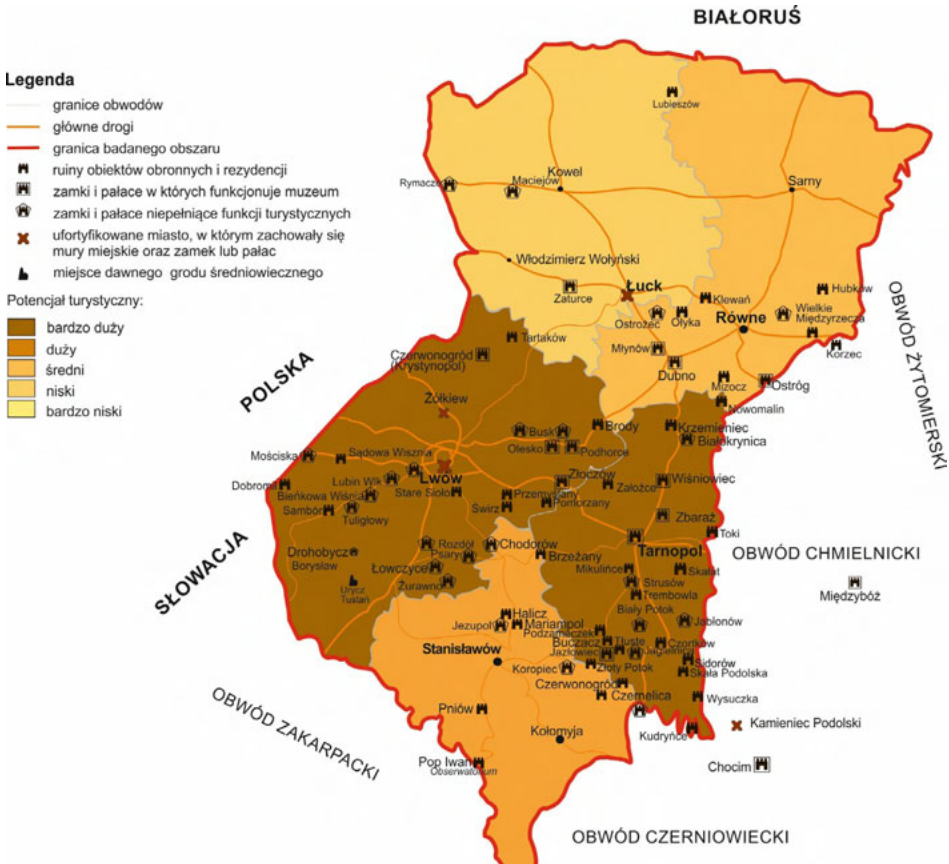 BIAŁORUŚ
Legenda
granice obwodów
główne drogi
granica badanego obszaru
ruiny obiektów obronnych i rezydencji
zamki i pałace w których funkcjonuje muzeum
zamki i pałace niepełniące funkcji turystycznych
ufortyfikowane miasto, w którym zachowały się
mury miejskie oraz zamek lub pałac
miejsce dawnego grodu średniowiecznego
Potencjał turystyczny:
bardzo duży
duży
średni
niski
bardzo niski
Lubieszów
Kowel
Rymacze
Maciejów
Sarny
Włodzimierz Wołyński
Łuck
Zaturce
Klewań
Hubków
Ostrożec
Ołyka
Równe
Wielkie
Międzyrzecza
Korzec
Młynów
Dubno
Mizocz
Ostróg
Nowomalin
OBWÓD ŻYTOMIERSKI
POLSKA
Tartaków
Czerwonogród
(Krystynopol)
Żółkiew
Busk
Brody
Krzemieniec
Białokrynica
Olesko
Podhorce
Mościska
Sądowa Wisznia
Lwów
Złoczów
Załoźce
Wiśniowiec
Dobromil
Lubin Wlk
Bieńkowa Wiśnia
Stare Sioło
Przemyślany
Pomorzany
Sambór
Tuligłowy
Świrz
Zbaraż
Toki
SŁOWACJA
Drohobycz
Borysław
Rozdół
Psary
Chodorów
Brzeżany
Tarnopol
OBWÓD CHMIELNICKI
Łowczyce
Mikulińce
Skałat
Urycz
Tustań
Żurawno
Strusów
Trembowla
Międzybóż
Halicz
Biały Potok
Jezupol
Mariampol
Podzameczek
Jabłonów
Stanisławów
Buczacz
Tłuste
Czortków
Jazłowiec
Sidorów
Koropiec
Złoty Potok
Skała Podolska
Czerwonogród
Czernelica
Wysuczka
Pniów
Kołomyja
Kudryńce
Kamieniec Podolski
OBWÓD ZAKARPACKI
Pop Iwan
Obserwatorium
Chocim
OBWÓD CZERNIOWIECKI